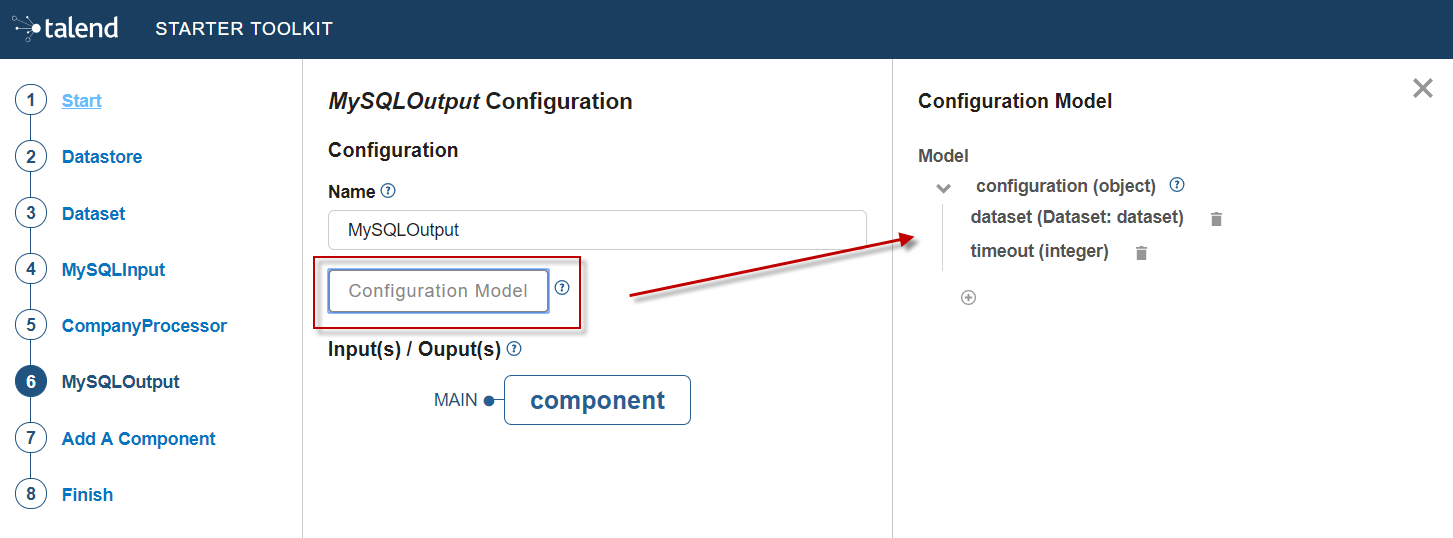 talend STARTER TOOLKIT
1 Start
2 Datastore
3 Dataset
4 MySQLInput
5 CompanyProcessor
6 MySQLOutput
7 Add A Component
8 Finish
MySQLOutput Configuration
Configuration
Name ?
MySQLOutput
Configuration Model ?
Input(s) / Ouput(s) ?
MAIN component
Configuration Model
Model
configuration (object) ?
dataset (Dataset: dataset)
timeout (integer)